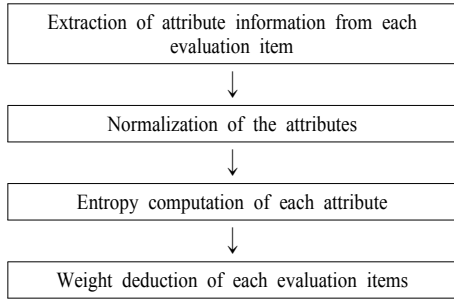 Extraction of attribute information from each
evaluation item
Normalization of the attributes
Entropy computation of each attribute
Weight deduction of each evaluation items